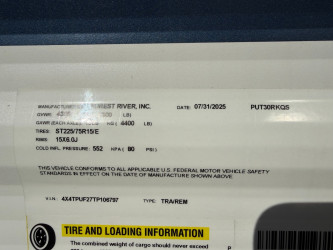 MANUFACTURED BY: FOREST RIVER, INC. DATE: 07/31/2025 PUT30RKQS
GVWR: LB)
GVWR (EACH AXLE) KG ( 4400 LB)
TIRES: ST225/75R15/E
RIMS: 15X6.0J
COLD INFL. PRESSURE: 552 KPA ( 80 PSI)
THIS VEHICLE CONFORMS TO ALL APPLICABLE U.S. FEDERAL MOTOR VEHICLE SAFETY
STANDARDS IN EFFECT ON THE DATE OF MANUFACTURE SHOWN ABOVE.
V.I.N.: 4X4TPUF27TP106797 TYPE: TRA/REM
TIRE AND LOADING INFORMATION
The combined weight of cargo should never exceed